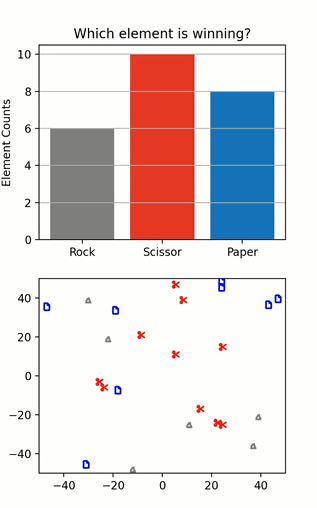 Which element is winning?
Element Counts
10
8
6
4
2
0
Rock Scissor Paper
40
20
0
−20
−40
−40 −20 0 20 40